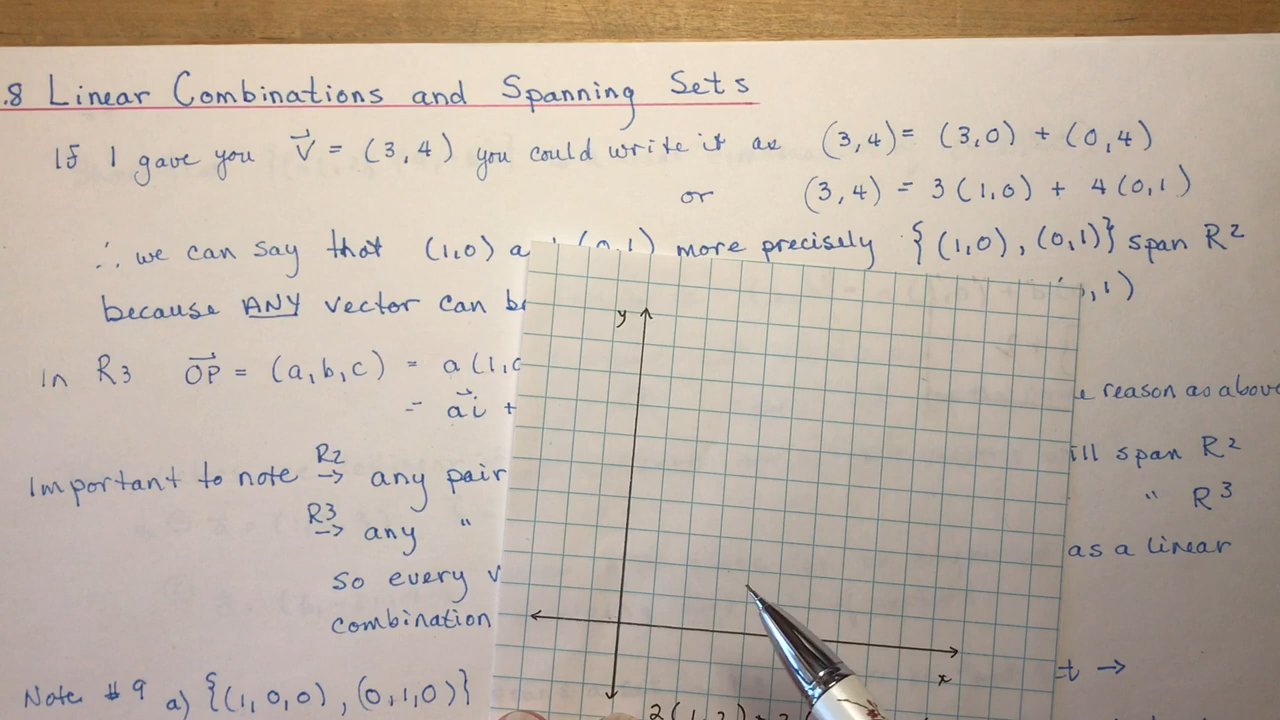 .8 Linear Combinations and Spanning Sets
If I gave you V⃗ = (3,4) you could write it as (3,4) = (3,0) + (0,4)
or (3,4) = 3(1,0) + 4(0,1)
∴ we can say that (1,0) (0,1) more precisely {(1,0), (0,1)} span R2
because ANY vector can ,1)
In R3 OP⃗ = (a,b,c) = a(1,
= ai⃗ + reason as above
Important to note R2 → any pair span R2
R3 → any " " R3
so every as a linear
combination
→
Note #9 a) {(1,0,0), (0,1,0)}
y
x